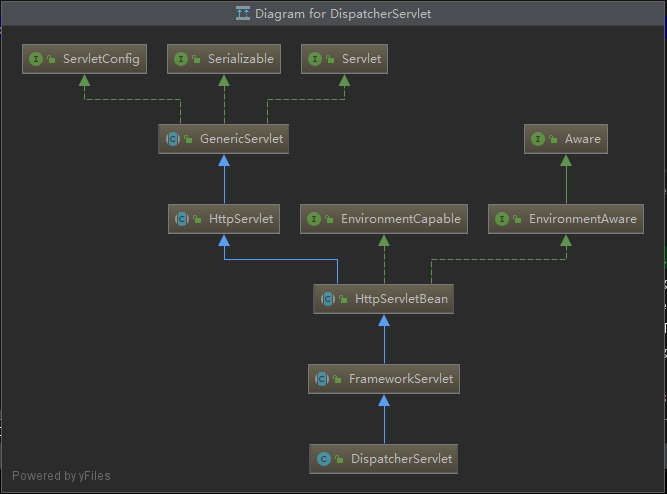 Diagram for DispatcherServlet
I ServletConfig
I Serializable
I Servlet
C GenericServlet
I Aware
C HttpServlet
I EnvironmentCapable
I EnvironmentAware
C HttpServletBean
C FrameworkServlet
C DispatcherServlet
Powered by yFiles